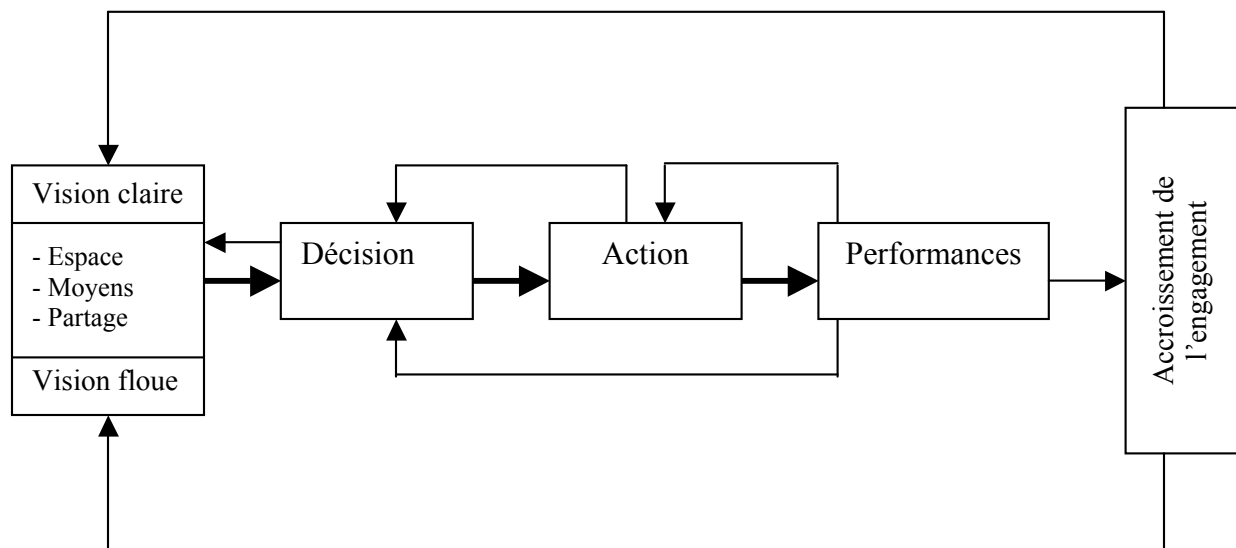 Vision claire
- Espace
- Moyens
- Partage
Vision floue
Décision
Action
Performances
Accroissement de
l’engagement